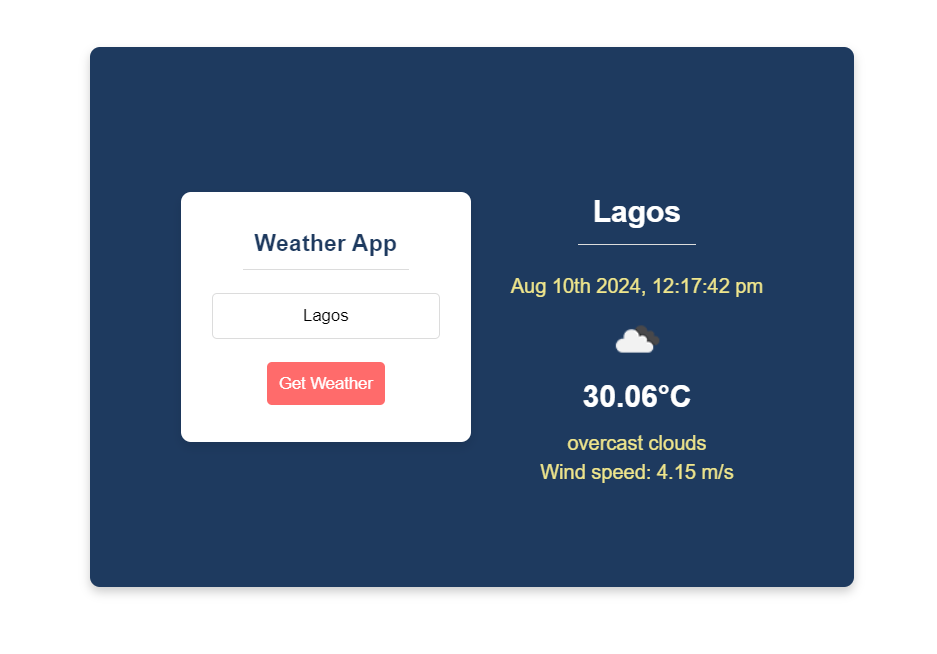 Weather App
Lagos
Get Weather
Lagos
Aug 10th 2024, 12:17:42 pm
30.06°C
overcast clouds
Wind speed: 4.15 m/s